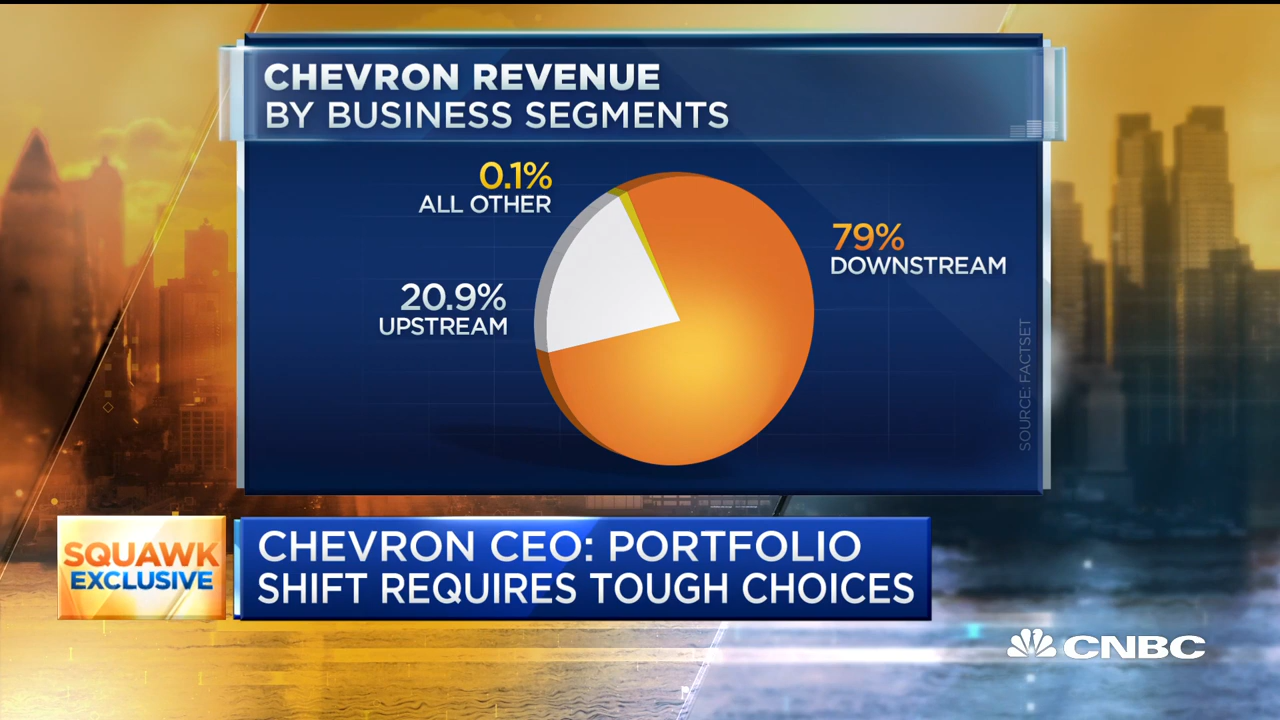 CHEVRON REVENUE
BY BUSINESS SEGMENTS
0.1%
ALL OTHER
79%
DOWNSTREAM
20.9%
UPSTREAM
SOURCE: FACTSET
SQUAWK
EXCLUSIVE
CHEVRON CEO: PORTFOLIO
SHIFT REQUIRES TOUGH CHOICES
CNBC